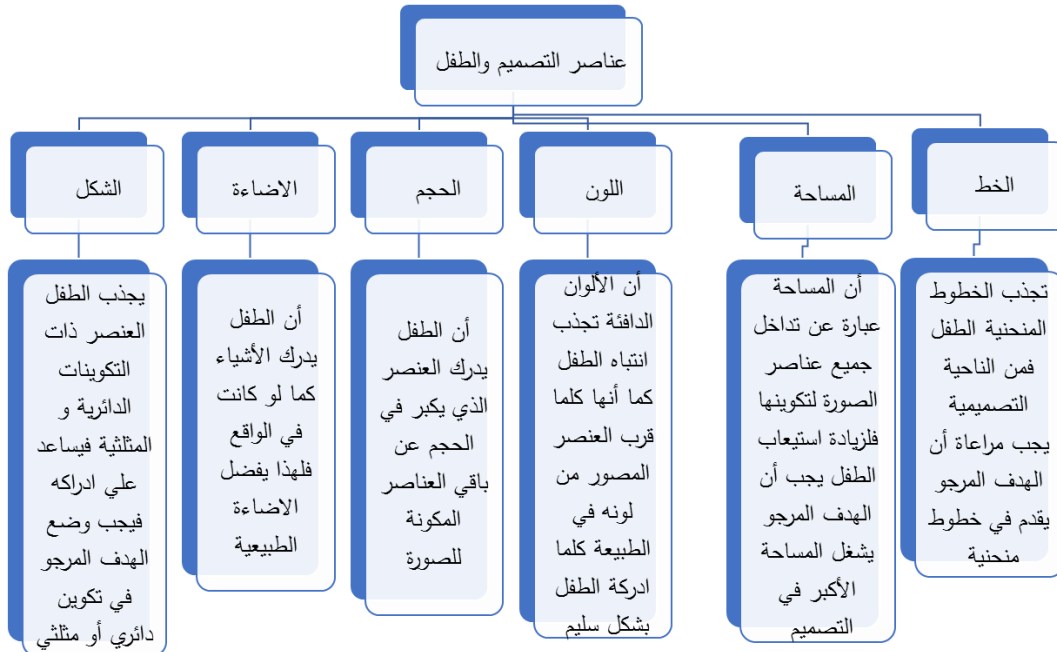 عناصر التصميم والطفل
الخط
المساحة
اللون
الحجم
الاضاءة
الشكل
تجذب الخطوط
المنحنية الطفل
فمن الناحية
التصميمية
يجب مراعاة أن
الهدف المرجو
يقدم في خطوط
منحنية
أن المساحة
عبارة عن تداخل
جميع عناصر
الصورة لتكوينها
فلزيادة استيعاب
الطفل يجب أن
الهدف المرجو
يشغل المساحة
الأكبر في
التصميم
أن الألوان
الدافئة تجذب
انتباه الطفل
كما أنها كلما
قرب العنصر
المصور من
لونه في
الطبيعة كلما
ادركة الطفل
بشكل سليم
أن الطفل
يدرك العنصر
الذي يكبر في
الحجم عن
باقي العناصر
المكونة
للصورة
أن الطفل
يدرك الأشياء
كما لو كانت
في الواقع
فلهذا يفضل
الاضاءة
الطبيعية
يجذب الطفل
العنصر ذات
التكوينات
الدائرية و
المثلثية فيساعد
علي ادراكه
فيجب وضع
الهدف المرجو
في تكوين
دائري أو مثلثي